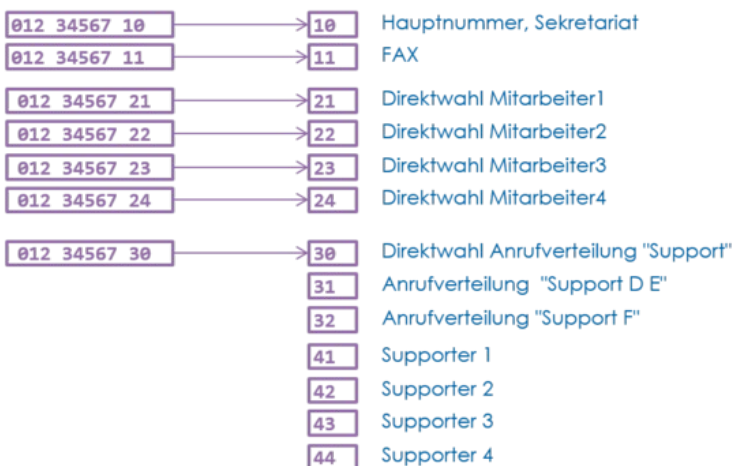 012 34567 10 10 Hauptnummer, Sekretariat
012 34567 11 11 FAX
012 34567 21 21 Direktwahl Mitarbeiter1
012 34567 22 22 Direktwahl Mitarbeiter2
012 34567 23 23 Direktwahl Mitarbeiter3
012 34567 24 24 Direktwahl Mitarbeiter4
012 34567 30 30 Direktwahl Anrufverteilung "Support"
31 Anrufverteilung "Support D E"
32 Anrufverteilung "Support F"
41 Supporter 1
42 Supporter 2
43 Supporter 3
44 Supporter 4